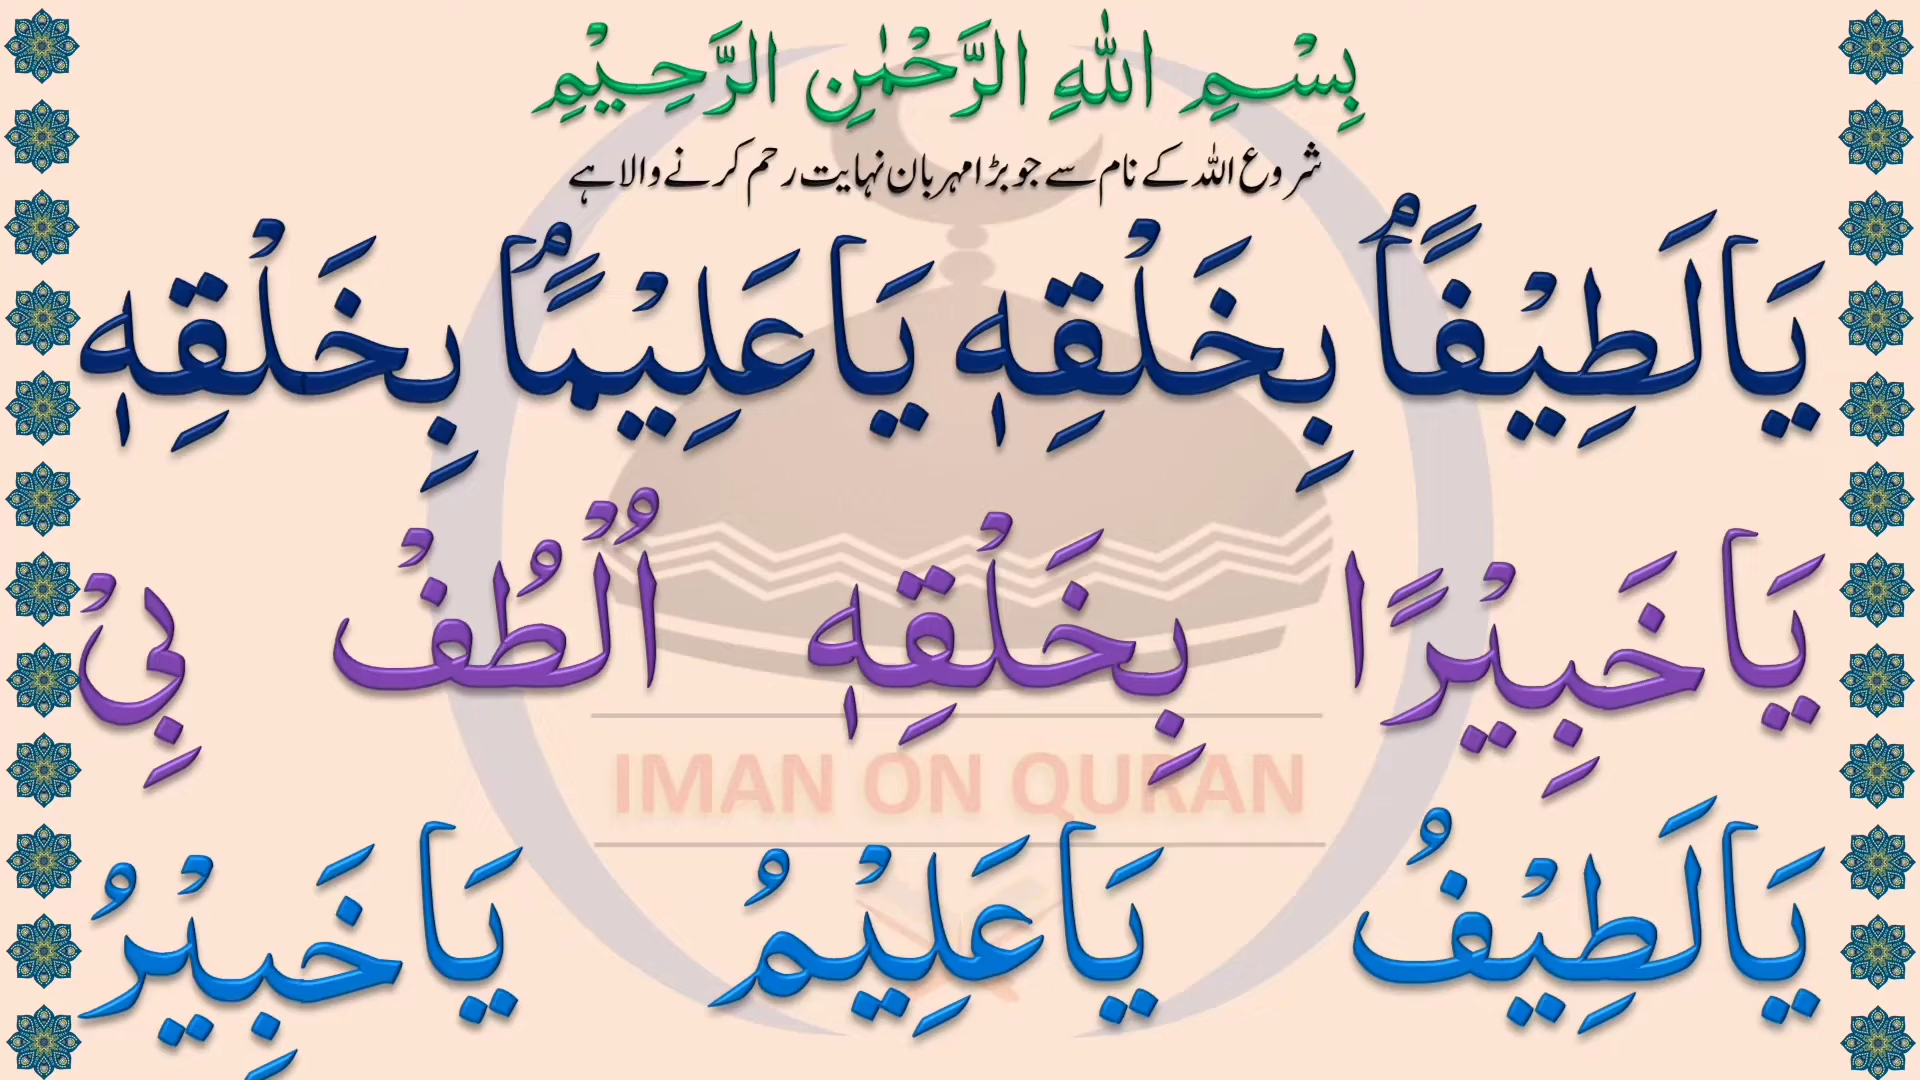 بِسْمِ اللهِ الرَّحْمٰنِ الرَّحِيْمِ
شروع اللہ کے نام سے جو بڑا مہربان نہایت رحم کرنے والا ہے
يَالَطِيْفًاُ بِخَلْقِهٖ يَاعَلِيْمًاُ بِخَلْقِهٖ
يَاخَبِيْرًا بِخَلْقِهٖ اُلْطُفْ بِيْ
IMAN ON QURAN
يَالَطِيْفُ يَاعَلِيْمُ يَاخَبِيْرُ